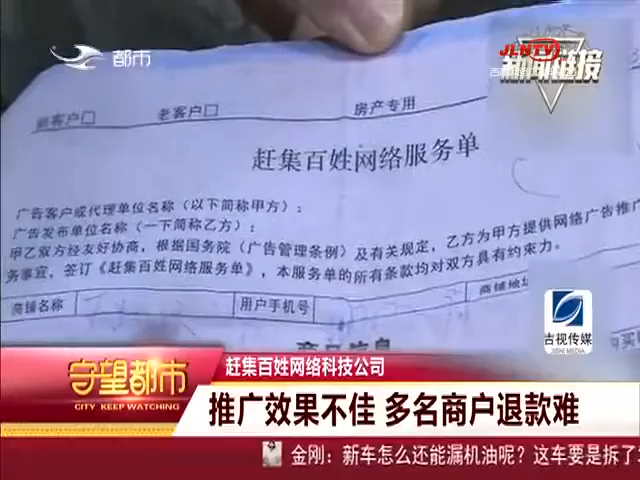 都市
JLNTV
新闻链接
新客户□ 老客户□ 房产专用
赶集百姓网络服务单
广告客户或代理单位名称（以下简称甲方）：
广告发布单位名称（一下简称乙方）：
甲乙双方经友好协商，根据国务院《广告管理条例》及有关规定，乙方为甲方提供网络广告推广
务事宜，签订《赶集百姓网络服务单》，本服务单的所有条款均对双方具有约束力。
商铺名称 用户手机号 商铺地址
吉视传媒
JISHI MEDIA
守望都市
CITY KEEP WATCHING
赶集百姓网络科技公司
推广效果不佳 多名商户退款难
金刚：新车怎么还能漏机油呢？这车要是拆了